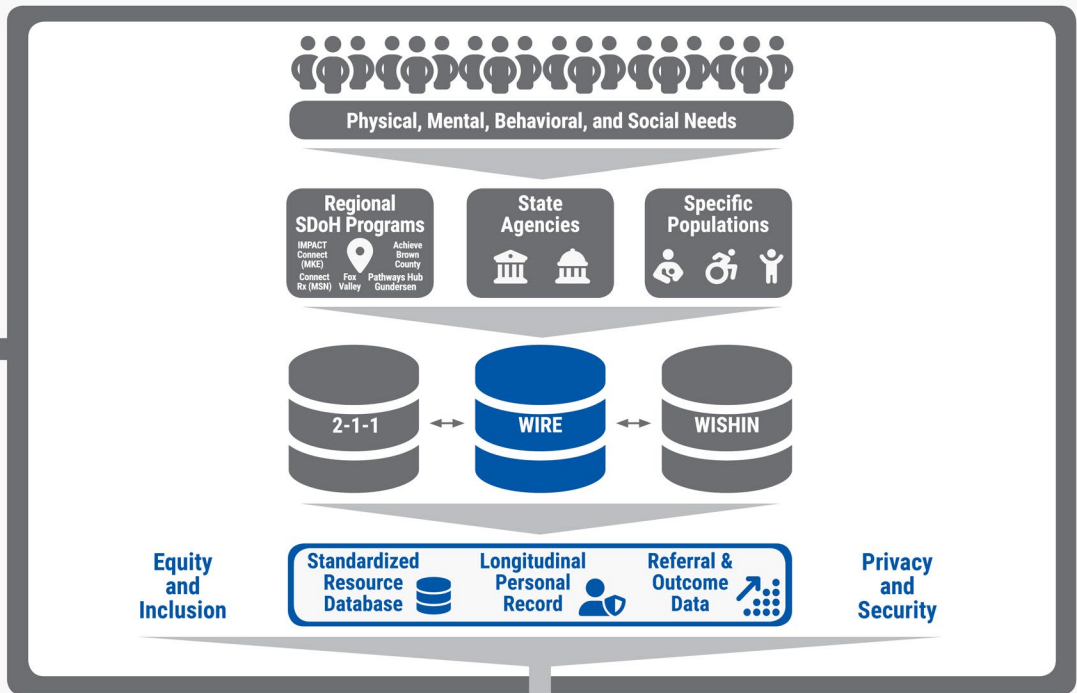 Physical, Mental, Behavioral, and Social Needs
Regional
SDoH Programs
IMPACT
Connect
(MKE)
Achieve
Brown
County
Connect
Rx (MSN)
Fox
Valley
Pathways Hub
Gundersen
State
Agencies
Specific
Populations
2-1-1
WIRE
WISHIN
Equity
and
Inclusion
Standardized
Resource
Database
Longitudinal
Personal
Record
Referral &
Outcome
Data
Privacy
and
Security